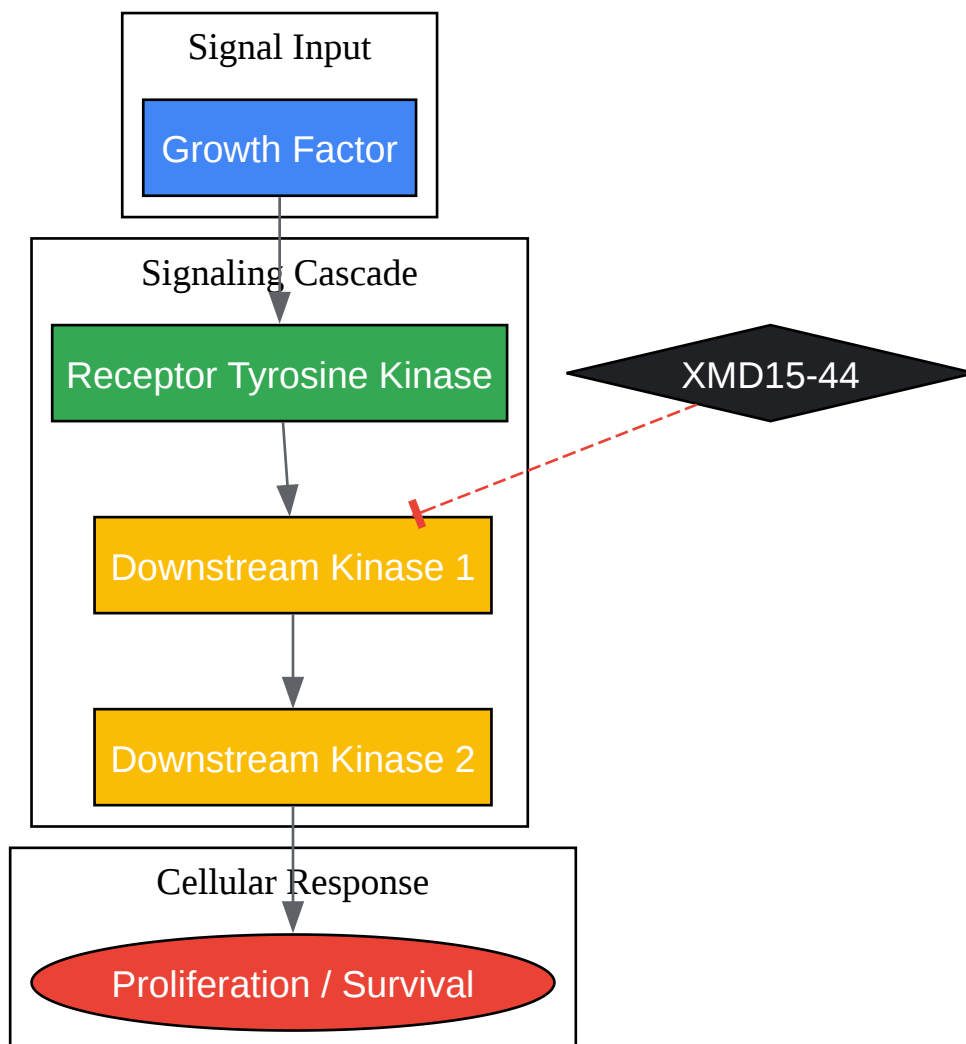 Signal Input
Growth Factor
Signaling Cascade
Receptor Tyrosine Kinase
XMD15-44
Downstream Kinase 1
Downstream Kinase 2
Cellular Response
Proliferation / Survival